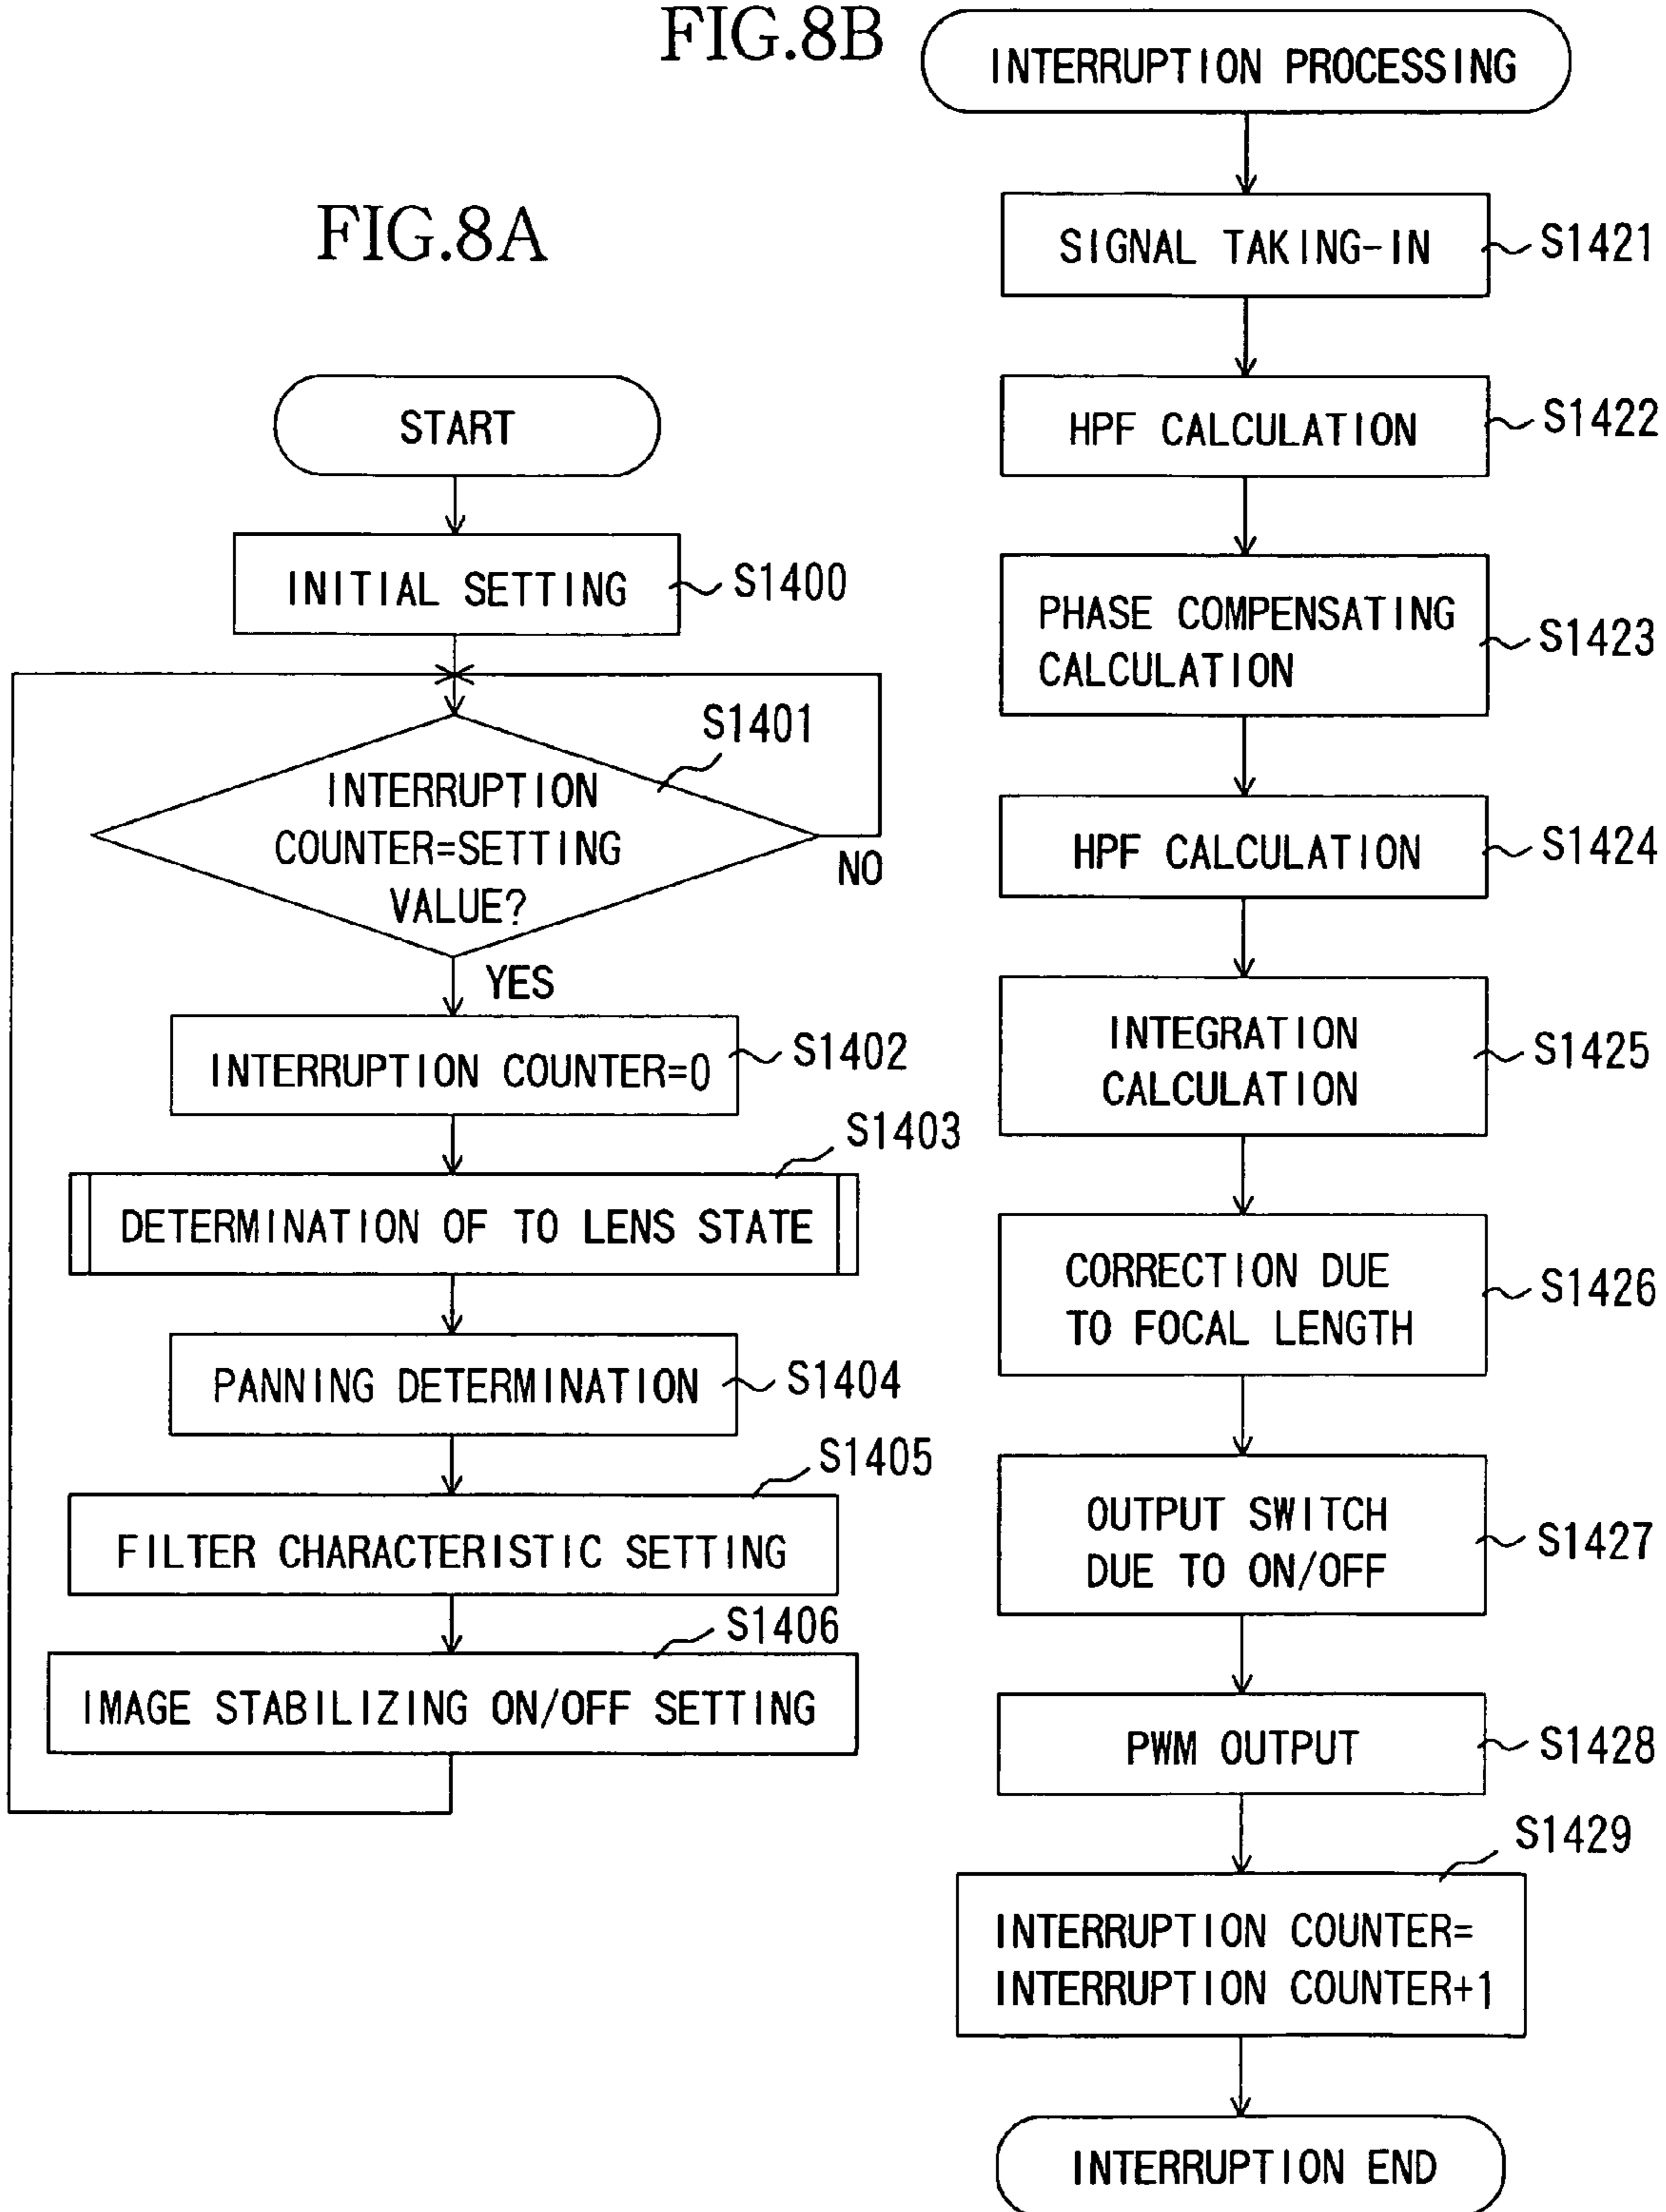 FIG.8A
START
INITIAL SETTING
S1400
S1401
INTERRUPTION
COUNTER=SETTING
VALUE?
NO
YES
INTERRUPTION COUNTER=0
S1402
S1403
DETERMINATION OF TO LENS STATE
PANNING DETERMINATION
S1404
S1405
FILTER CHARACTERISTIC SETTING
S1406
IMAGE STABILIZING ON/OFF SETTING
FIG.8B
INTERRUPTION PROCESSING
SIGNAL TAKING-IN
S1421
HPF CALCULATION
S1422
PHASE COMPENSATING
CALCULATION
S1423
HPF CALCULATION
S1424
INTEGRATION
CALCULATION
S1425
CORRECTION DUE
TO FOCAL LENGTH
S1426
OUTPUT SWITCH
DUE TO ON/OFF
S1427
PWM OUTPUT
S1428
S1429
INTERRUPTION COUNTER=
INTERRUPTION COUNTER+1
INTERRUPTION END